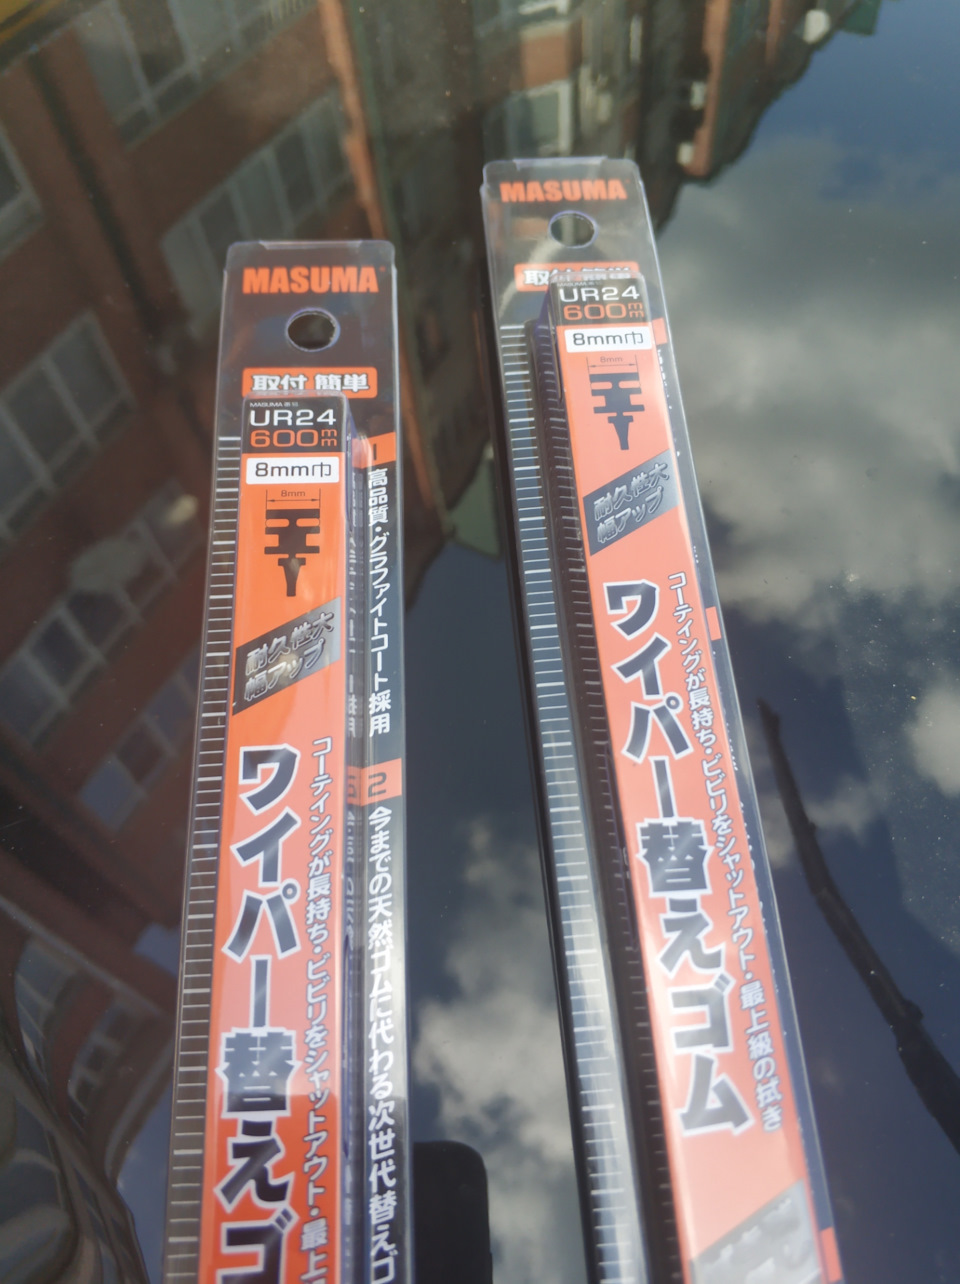 MASUMA
取付 簡単
MASUMA 品 番
UR24
600mm
8mm巾
8mm
耐久性大
幅アップ
ワイパー替えゴ
コーティングが長持ち・ビビリをシャットアウト・最上
1
高品質・グラファイトコート採用
2
今までの天然ゴムに代わる次世代替えゴ
MASUMA
取付 簡単
UR24
600mm
8mm巾
8mm
耐久性大
幅アップ
ワイパー替えゴム
コーティングが長持ち・ビビリをシャットアウト・最上級の拭き